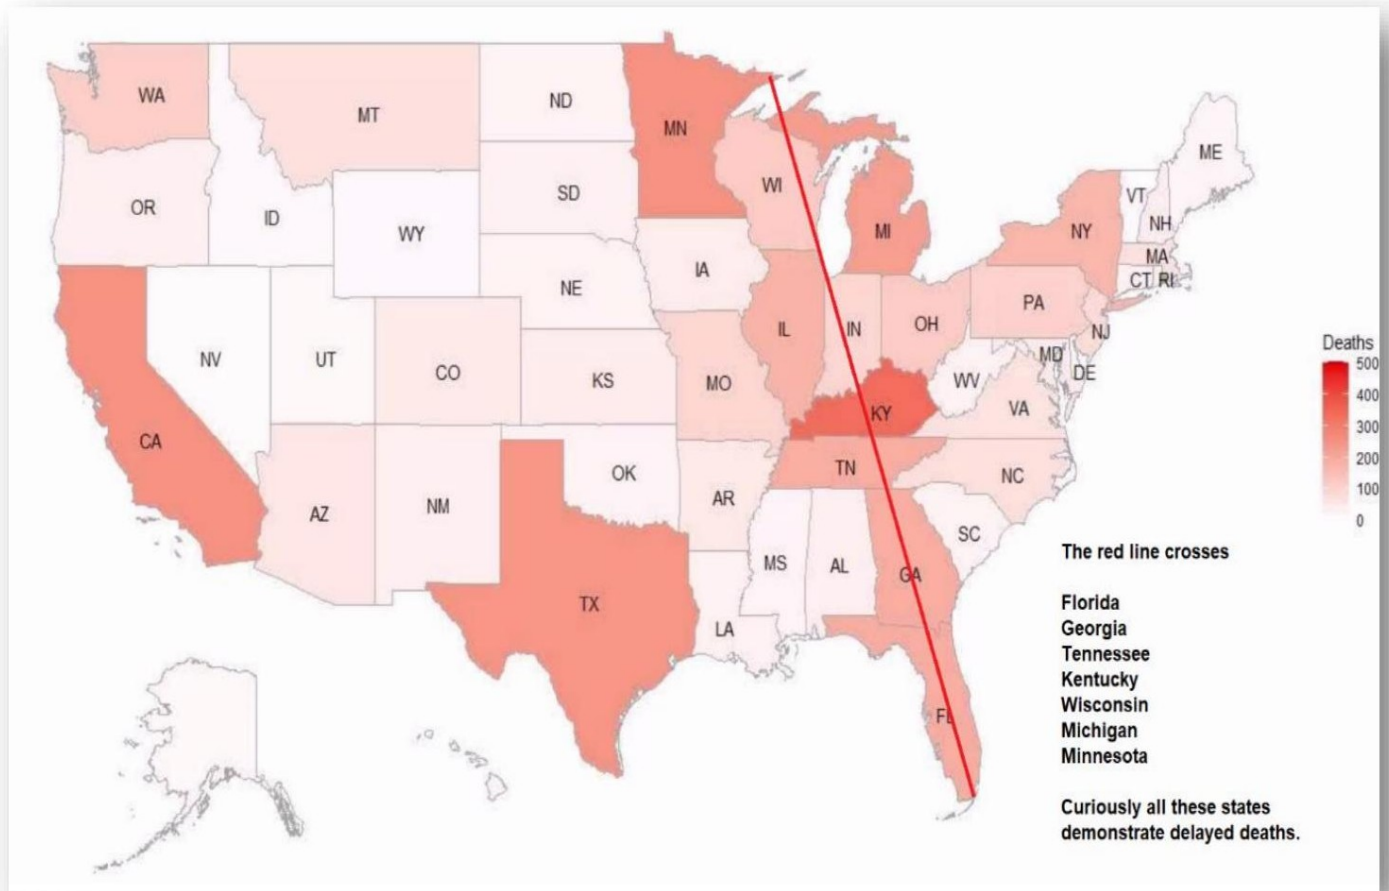 WA
MT
ND
MN
OR
ID
WY
SD
WI
MI
ME
VT
NH
NY
MA
CT RI
IA
NE
PA
NJ
NV
UT
CO
KS
MO
IL
IN
OH
WV
MD
DE
VA
KY
CA
AZ
NM
OK
AR
TN
NC
SC
MS
AL
GA
TX
LA
FL
Deaths
500
400
300
200
100
0
The red line crosses
Florida
Georgia
Tennessee
Kentucky
Wisconsin
Michigan
Minnesota
Curiously all these states
demonstrate delayed deaths.